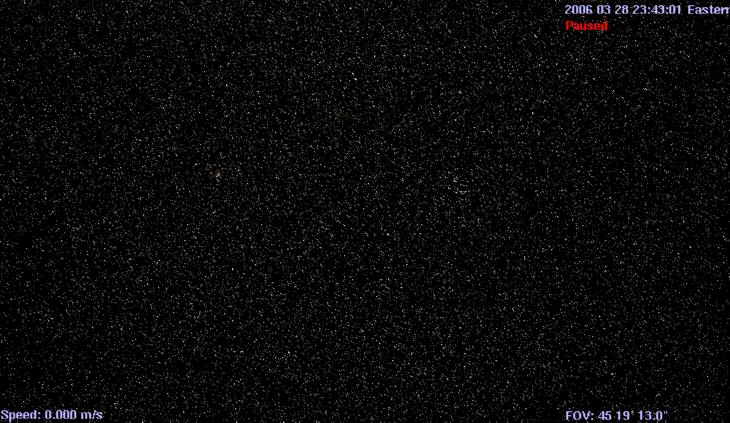 2006 03 28 23:43:01 Eastern
Paused
Speed: 0.000 m/s
FOV: 45 19' 13.0"